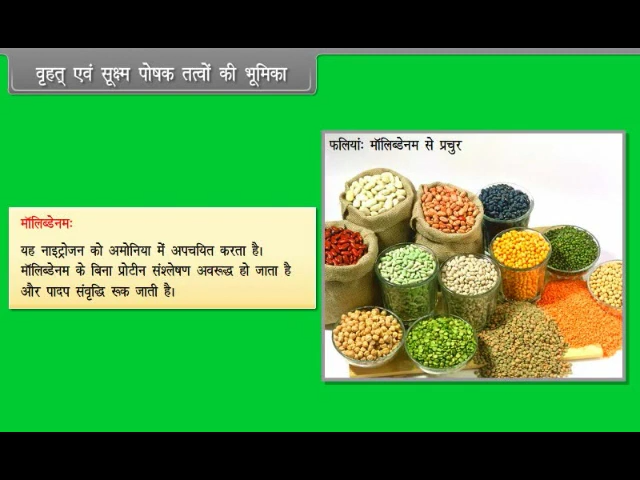 वृहत् एवं सूक्ष्म पोषक तत्वों की भूमिका
फलियां: मॉलिब्डेनम से प्रचुर
मॉलिब्डेनम:
यह नाइट्रोजन को अमोनिया में अपचयित करता है।
मॉलिब्डेनम के बिना प्रोटीन संश्लेषण अवरूद्ध हो जाता है
और पादप संवृद्धि रूक जाती है।